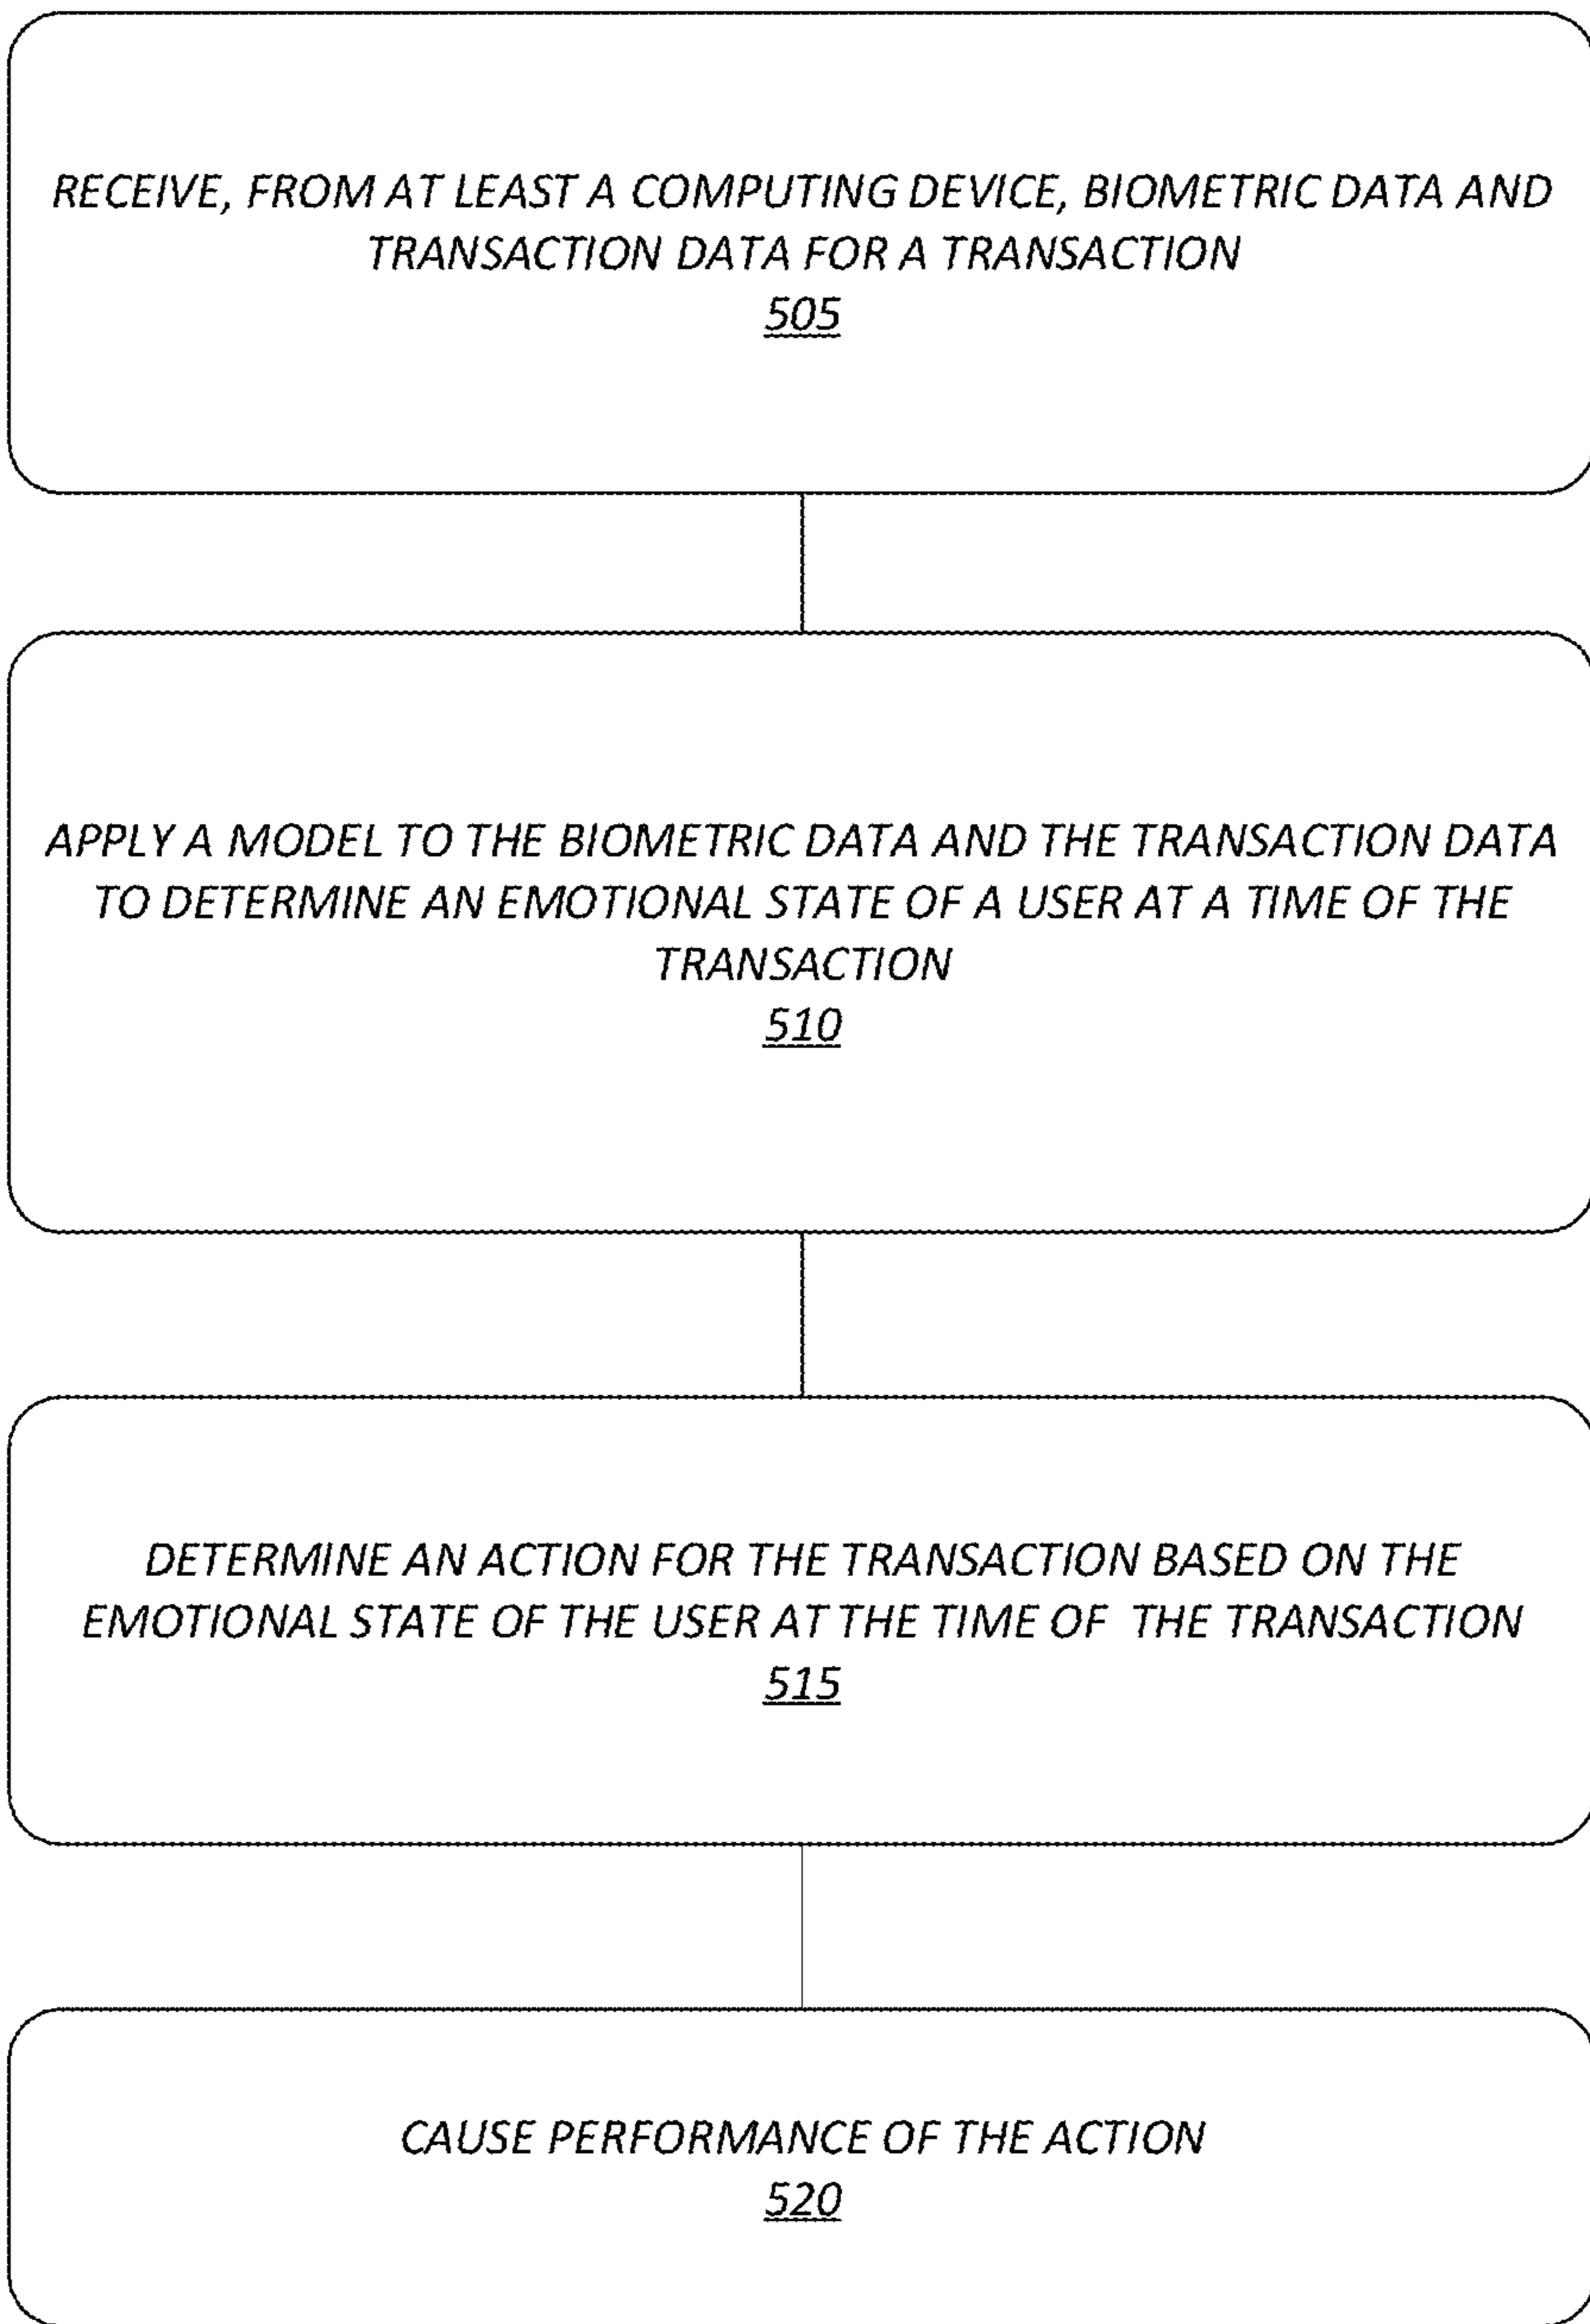 RECEIVE, FROM AT LEAST A COMPUTING DEVICE, BIOMETRIC DATA AND
TRANSACTION DATA FOR A TRANSACTION
505
APPLY A MODEL TO THE BIOMETRIC DATA AND THE TRANSACTION DATA
TO DETERMINE AN EMOTIONAL STATE OF A USER AT A TIME OF THE
TRANSACTION
510
DETERMINE AN ACTION FOR THE TRANSACTION BASED ON THE
EMOTIONAL STATE OF THE USER AT THE TIME OF THE TRANSACTION
515
CAUSE PERFORMANCE OF THE ACTION
520